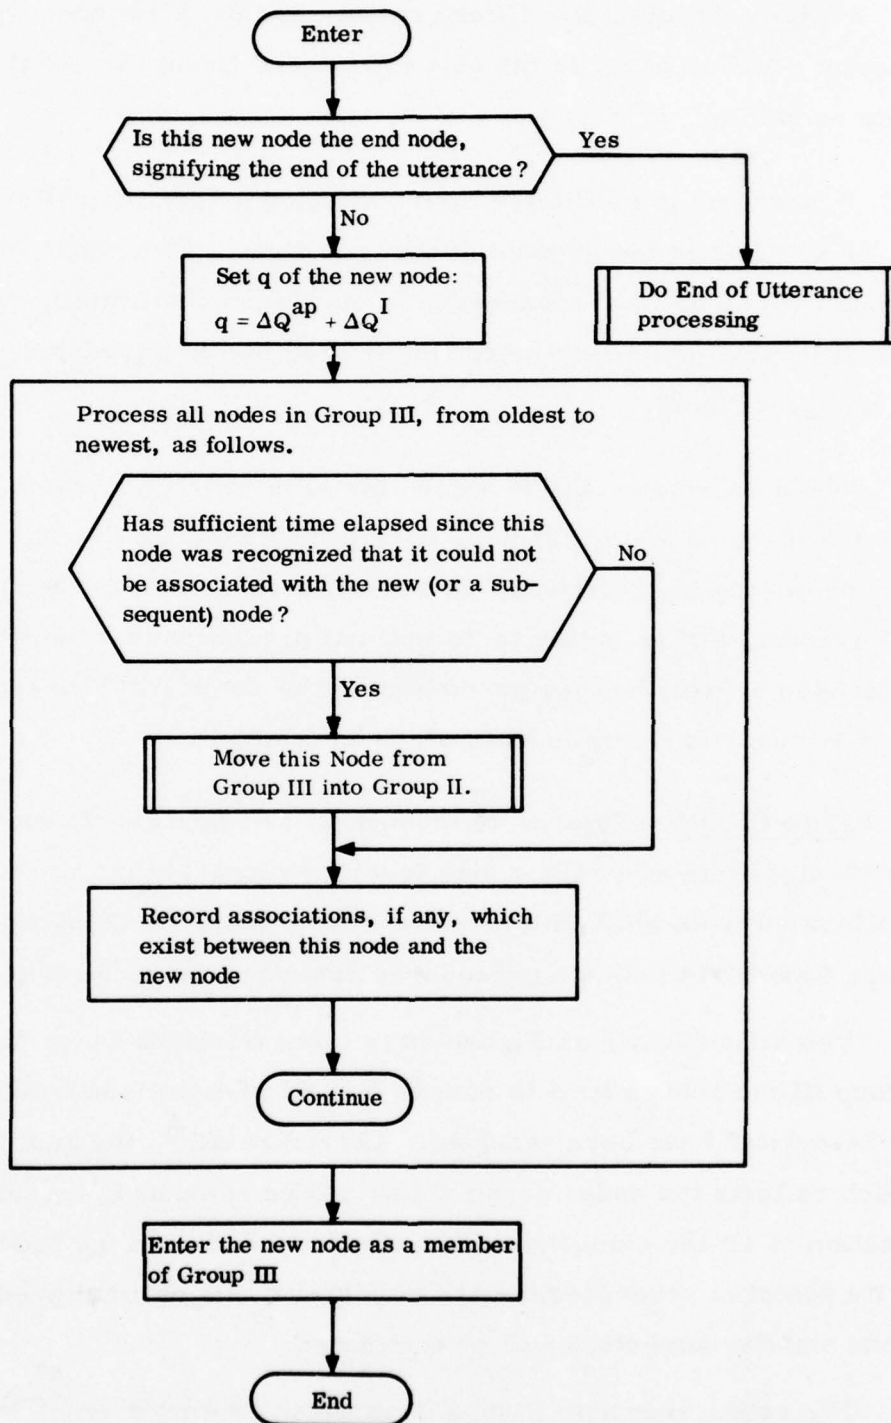 Enter
Is this new node the end node,
signifying the end of the utterance?
Yes
No
Set q of the new node:
q = ΔQ^ap + ΔQ^I
Do End of Utterance
processing
Process all nodes in Group III, from oldest to
newest, as follows.
Has sufficient time elapsed since this
node was recognized that it could not
be associated with the new (or a sub-
sequent) node?
No
Yes
Move this Node from
Group III into Group II.
Record associations, if any, which
exist between this node and the
new node
Continue
Enter the new node as a member
of Group III
End